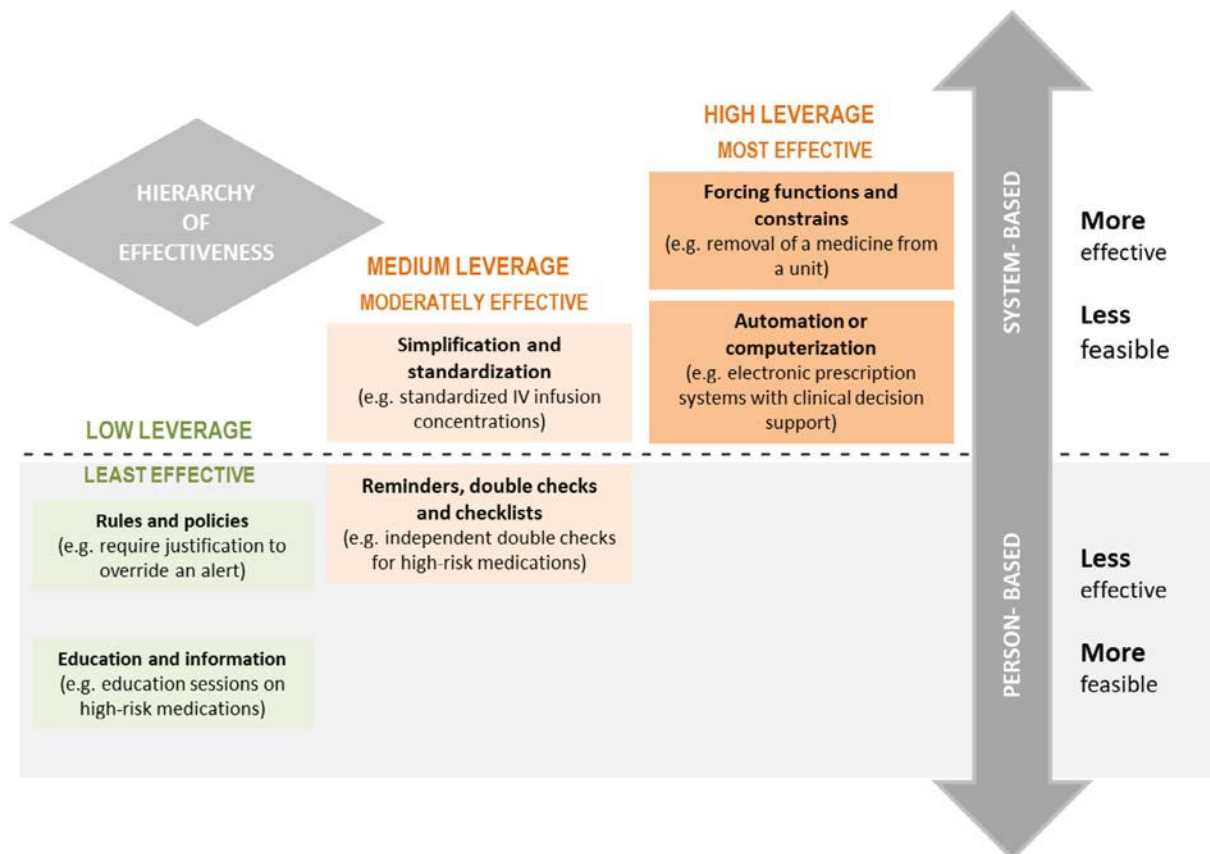 HIERARCHY
OF
EFFECTIVENESS
HIGH LEVERAGE
MOST EFFECTIVE
Forcing functions and
constrains
(e.g. removal of a medicine from
a unit)
Automation or
computerization
(e.g. electronic prescription
systems with clinical decision
support)
MEDIUM LEVERAGE
MODERATELY EFFECTIVE
Simplification and
standardization
(e.g. standardized IV infusion
concentrations)
Reminders, double checks
and checklists
(e.g. independent double checks
for high-risk medications)
LOW LEVERAGE
LEAST EFFECTIVE
Rules and policies
(e.g. require justification to
override an alert)
Education and information
(e.g. education sessions on
high-risk medications)
SYSTEM- BASED
PERSON- BASED
More
effective
Less
feasible
Less
effective
More
feasible